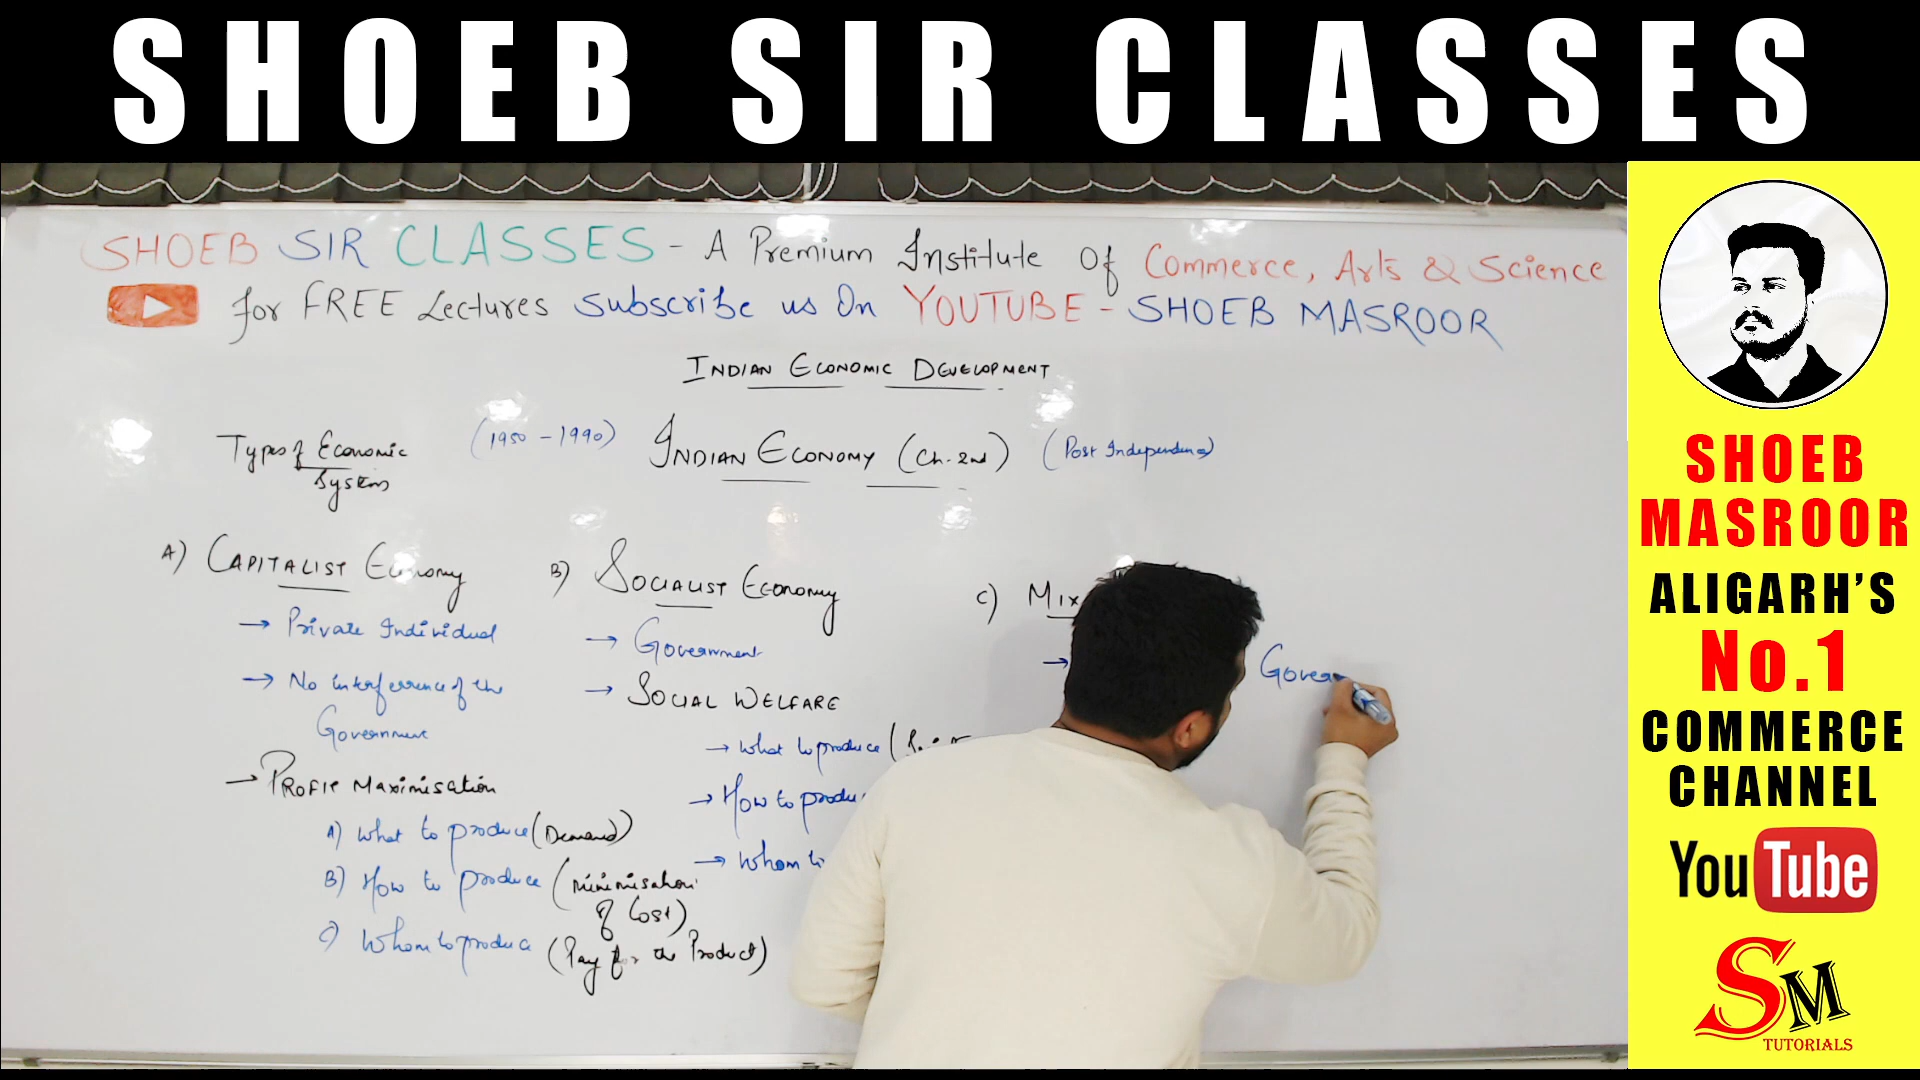 SHOEB SIR CLASSES
SHOEB SIR CLASSES - A Premium Institute Of Commerce, Arts & Science
for FREE Lectures Subscribe us On YOUTUBE - SHOEB MASROOR
INDIAN ECONOMIC DEVELOPMENT
Types of Economic
System
(1950 - 1990) INDIAN ECONOMY (Ch. 2nd) (Post Independence)
A) CAPITALIST Economy
→ Private Individual
→ No interference of the
Government
→ PROFIT Maximisation
A) What to produce (Demand)
B) How to produce (minimisation
of Cost)
C) Whom to produce (Pay for the Product)
B) SOCIALIST Economy
→ Government
→ SOCIAL WELFARE
→ What to produce (
→ How to produ
→ Whom to
C) MIX
→
Gover
SHOEB
MASROOR
ALIGARH'S
No.1
COMMERCE
CHANNEL
YouTube
SM
TUTORIALS